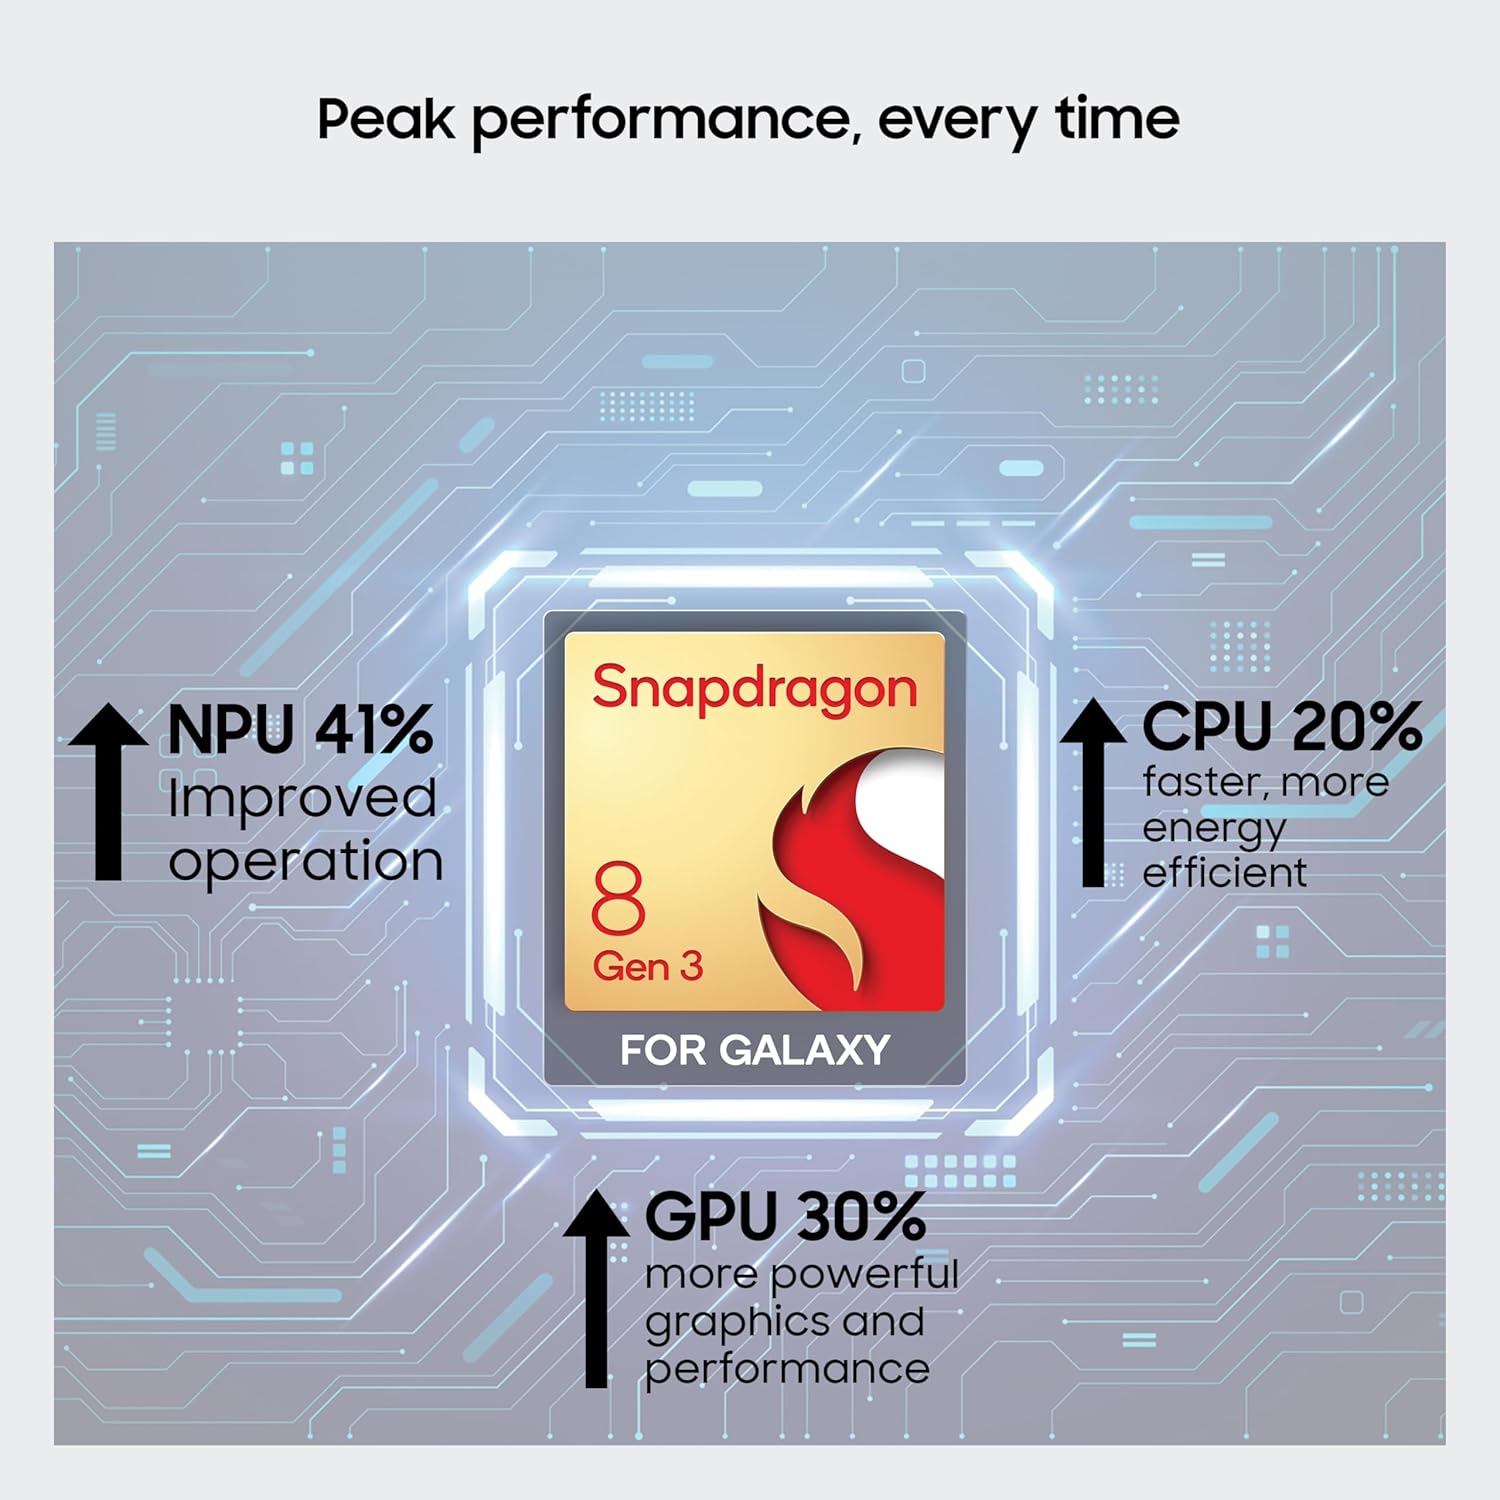 Peak performance, every time
Snapdragon
8
Gen 3
FOR GALAXY
NPU 41%
Improved
operation
CPU 20%
faster, more
energy
efficient
GPU 30%
more powerful
graphics and
performance